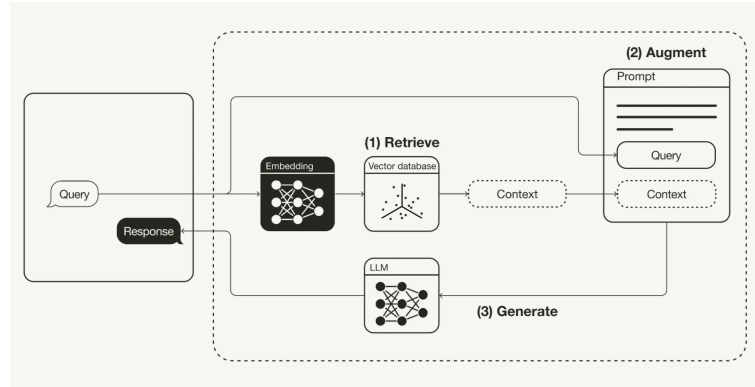 (2) Augment
Prompt
(1) Retrieve
Embedding
Vector database
Query
Query
Context
Context
Response
LLM
(3) Generate